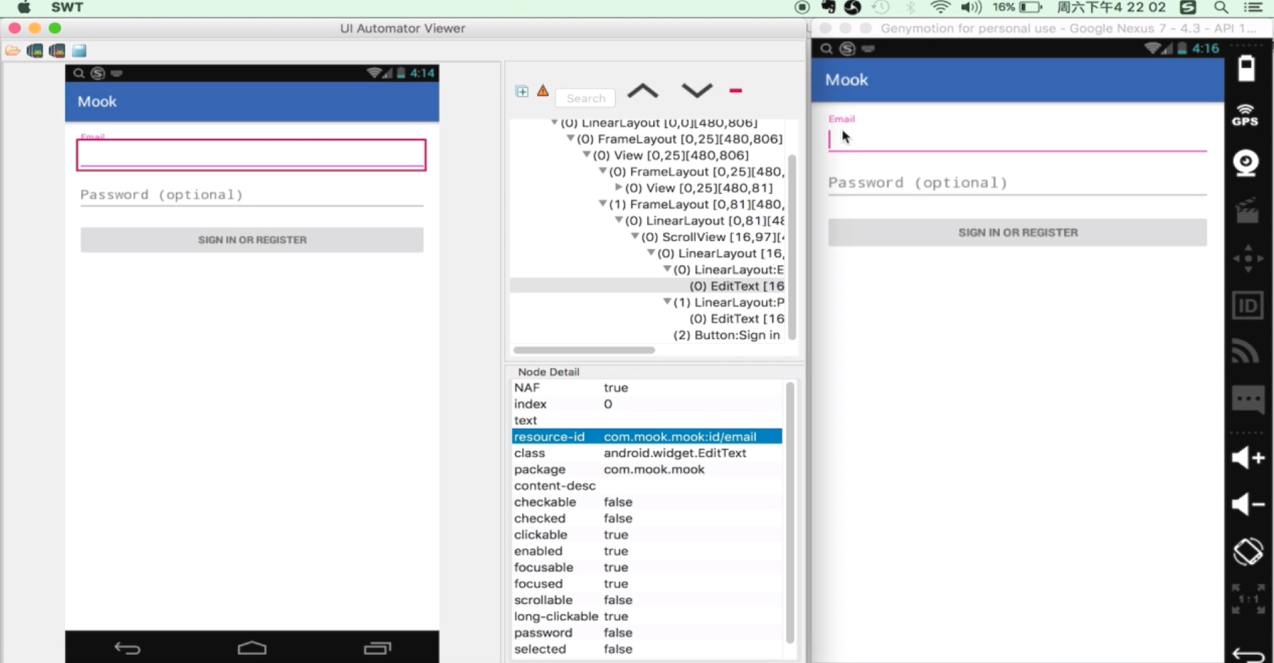 SWT
16%
周六下午4 22 02
UI Automator Viewer
Genymotion for personal use - Google Nexus 7 - 4.3 - API 1...
4:14
Mook
Email
Password (optional)
SIGN IN OR REGISTER
Search
(0) LinearLayout [0,0][480,806]
(0) FrameLayout [0,25][480,806]
(0) View [0,25][480,806]
(0) FrameLayout [0,25][480,
(0) View [0,25][480,81]
(1) FrameLayout [0,81][480,
(0) LinearLayout [0,81][48
(0) ScrollView [16,97][
(0) LinearLayout [16,
(0) LinearLayout:E
(0) EditText [16
(1) LinearLayout:P
(0) EditText [16
(2) Button:Sign in
Node Detail
NAF true
index 0
text
resource-id com.mook.mook:id/email
class android.widget.EditText
package com.mook.mook
content-desc
checkable false
checked false
clickable true
enabled true
focusable true
focused true
scrollable false
long-clickable true
password false
selected false
4:16
Mook
Email
Password (optional)
SIGN IN OR REGISTER
GPS
ID
1:1